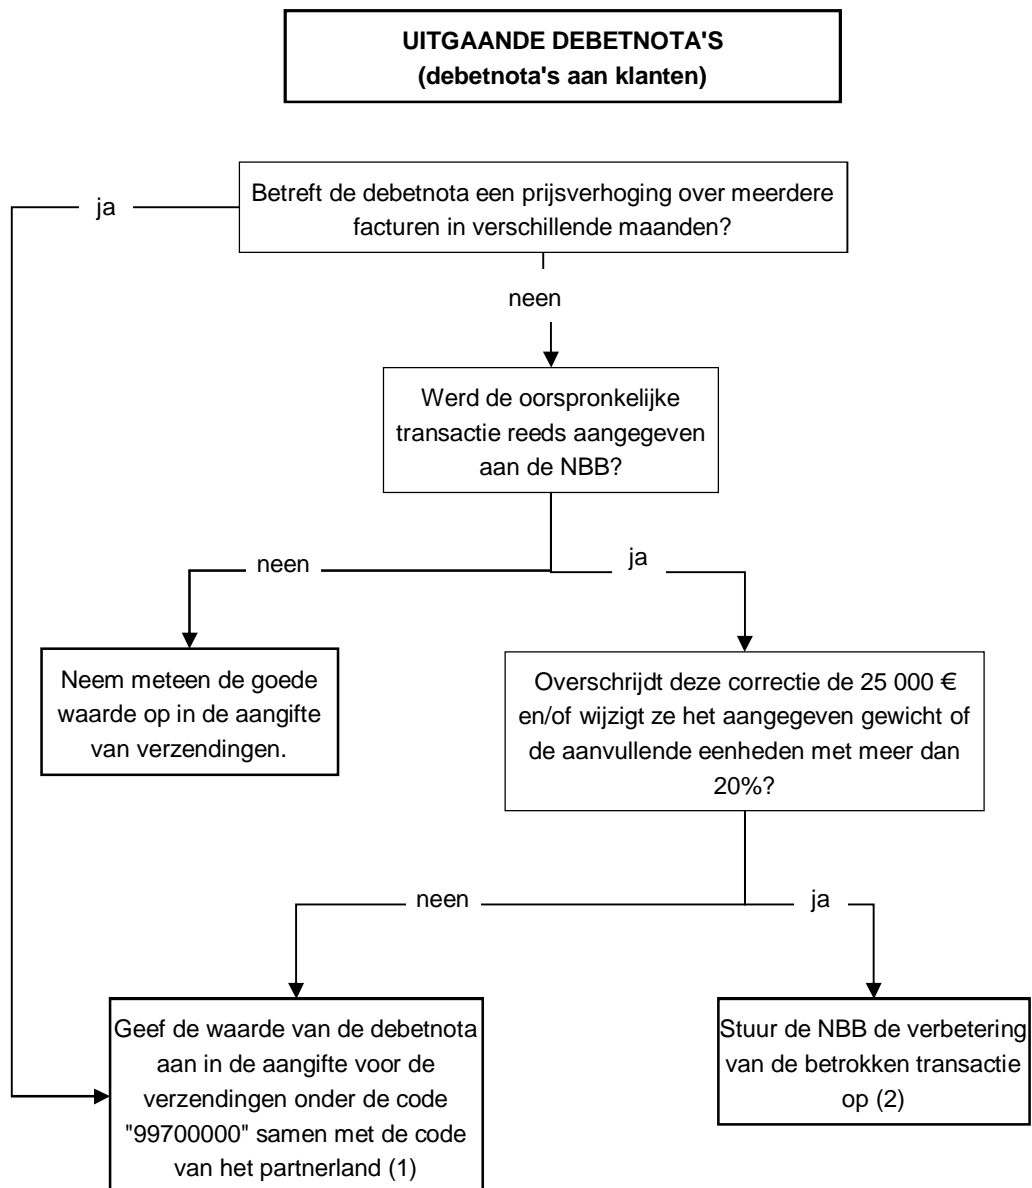 UITGAANDE DEBETNOTA'S
(debetnota's aan klanten)
Betreft de debetnota een prijsverhoging over meerdere
facturen in verschillende maanden?
ja
neen
Werd de oorspronkelijke
transactie reeds aangegeven
aan de NBB?
neen
ja
Neem meteen de goede
waarde op in de aangifte
van verzendingen.
Overschrijdt deze correctie de 25 000 €
en/of wijzigt ze het aangegeven gewicht of
de aanvullende eenheden met meer dan
20%?
neen
ja
Geef de waarde van de debetnota
aan in de aangifte voor de
verzendingen onder de code
"99700000" samen met de code
van het partnerland (1)
Stuur de NBB de verbetering
van de betrokken transactie
op (2)